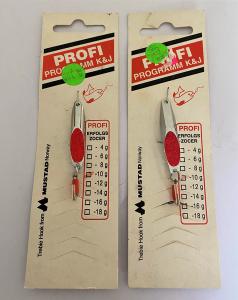 PROFI
PROGRAMM K&J
PROFI
ERFOLGS
ZOCER
- 4 g
- 6 g
- 8 g
-10 g
-12 g
-14 g
-16 g
-18 g
Treble Hook from MUSTAD Norway
PROFI
PROGRAMM K&J
PROFI
ERFOLGS
ZOCER
- 4 g
- 6 g
- 8 g
-10 g
-12 g
-14 g
-16 g
-18 g
Treble Hook from MUSTAD Norway